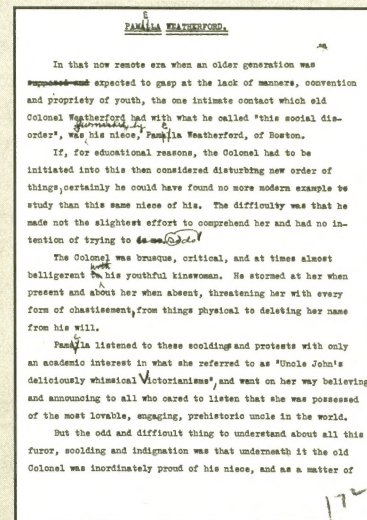 PAMELA WEATHERFORD.
In that now remote era when an older generation was
supposed and expected to gasp at the lack of manners, convention
and propriety of youth, the one intimate contact which old
Colonel Weatherford had with what he called "this social dis-
order", was furnished by his niece, Pamela Weatherford, of Boston.
If, for educational reasons, the Colonel had to be
initiated into this then considered disturbing new order of
things, certainly he could have found no more modern example to
study than this same niece of his. The difficulty was that he
made not the slightest effort to comprehend her and had no in-
tention of trying to do so.
The Colonel was brusque, critical, and at times almost
belligerent with his youthful kinswoman. He stormed at her when
present and about her when absent, threatening her with every
form of chastisement, from things physical to deleting her name
from his will.
Pamela listened to these scoldings and protests with only
an academic interest in what she referred to as "Uncle John's
deliciously whimsical Victorianisms", and went on her way believing
and announcing to all who cared to listen that she was possessed
of the most lovable, engaging, prehistoric uncle in the world.
But the odd and difficult thing to understand about all this
furor, scolding and indignation was that underneath it the old
Colonel was inordinately proud of his niece, and as a matter of
172